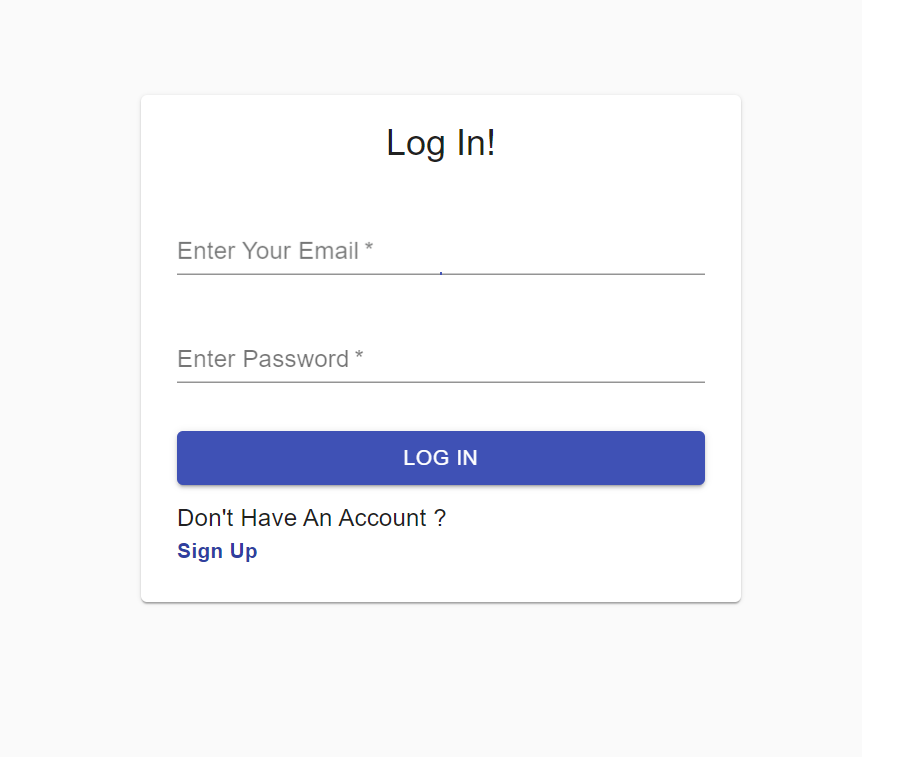 Log In!
Enter Your Email *
Enter Password *
LOG IN
Don't Have An Account ?
Sign Up